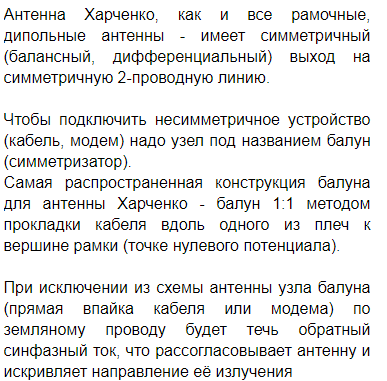 Антенна Харченко, как и все рамочные,
дипольные антенны - имеет симметричный
(балансный, дифференциальный) выход на
симметричную 2-проводную линию.
Чтобы подключить несимметричное устройство
(кабель, модем) надо узел под названием балун
(симметризатор).
Самая распространенная конструкция балуна
для антенны Харченко - балун 1:1 методом
прокладки кабеля вдоль одного из плеч к
вершине рамки (точке нулевого потенциала).
При исключении из схемы антенны узла балуна
(прямая впайка кабеля или модема) по
земляному проводу будет течь обратный
синфазный ток, что рассогласовывает антенну и
искривляет направление её излучения